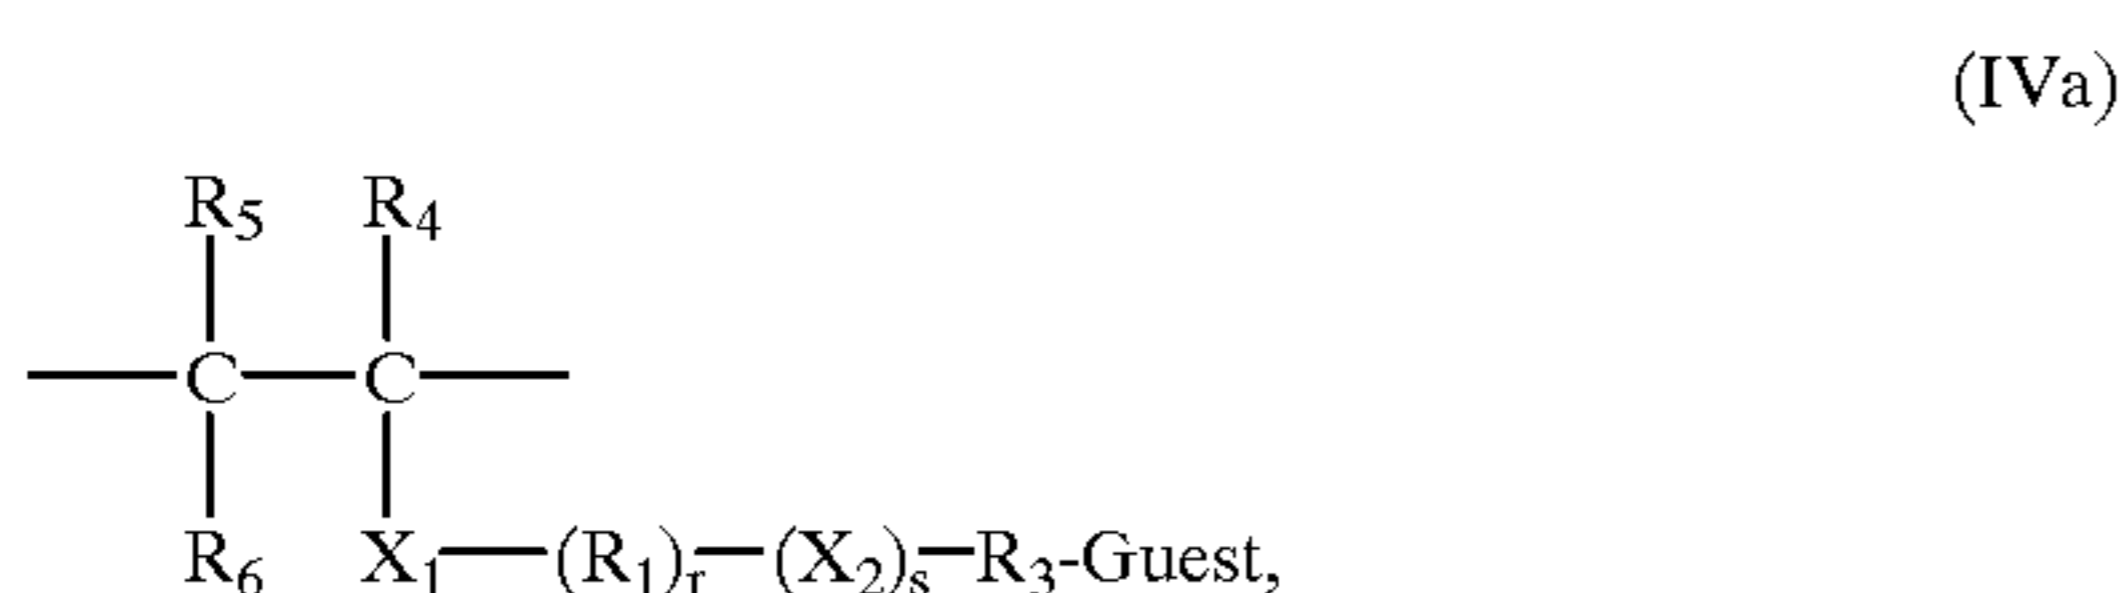 (IVa)
R5 R4
C C
R6 X1 (R1)r (X2)s R3-Guest,